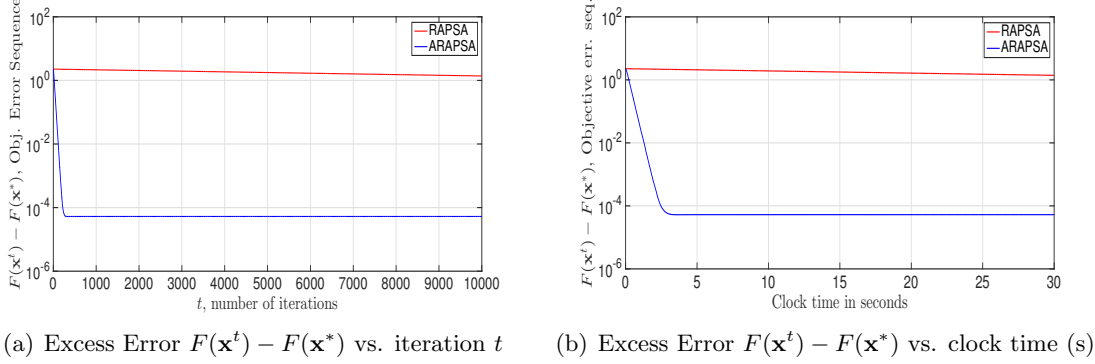 F(x^t) − F(x^*), Obj. Error Sequence
10^2
10^0
10^-2
10^-4
10^-6
RAPSA
ARAPSA
0 1000 2000 3000 4000 5000 6000 7000 8000 9000 10000
t, number of iterations
(a) Excess Error F(x^t) − F(x^*) vs. iteration t
F(x^t) − F(x^*), Objective err. seq.
10^2
10^0
10^-2
10^-4
10^-6
RAPSA
ARAPSA
0 5 10 15 20 25 30
Clock time in seconds
(b) Excess Error F(x^t) − F(x^*) vs. clock time (s)